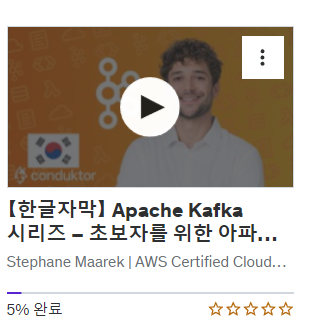 conduktor
【한글자막】 Apache Kafka
시리즈 – 초보자를 위한 아파...
Stephane Maarek | AWS Certified Cloud...
5% 완료